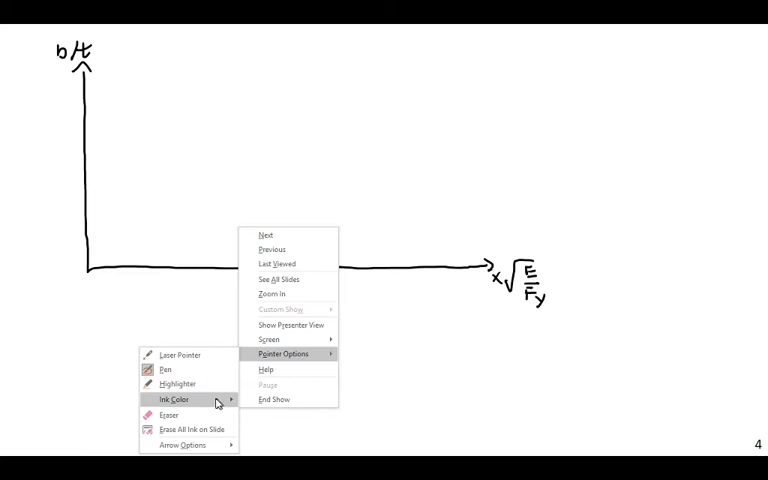 b/t
Next
Previous
Last Viewed
See All Slides
Zoom In
Custom Show
Show Presenter View
Screen
Pointer Options
Help
Pause
End Show
Laser Pointer
Pen
Highlighter
Ink Color
Eraser
Erase All Ink on Slide
Arrow Options
x√E/Fy
4